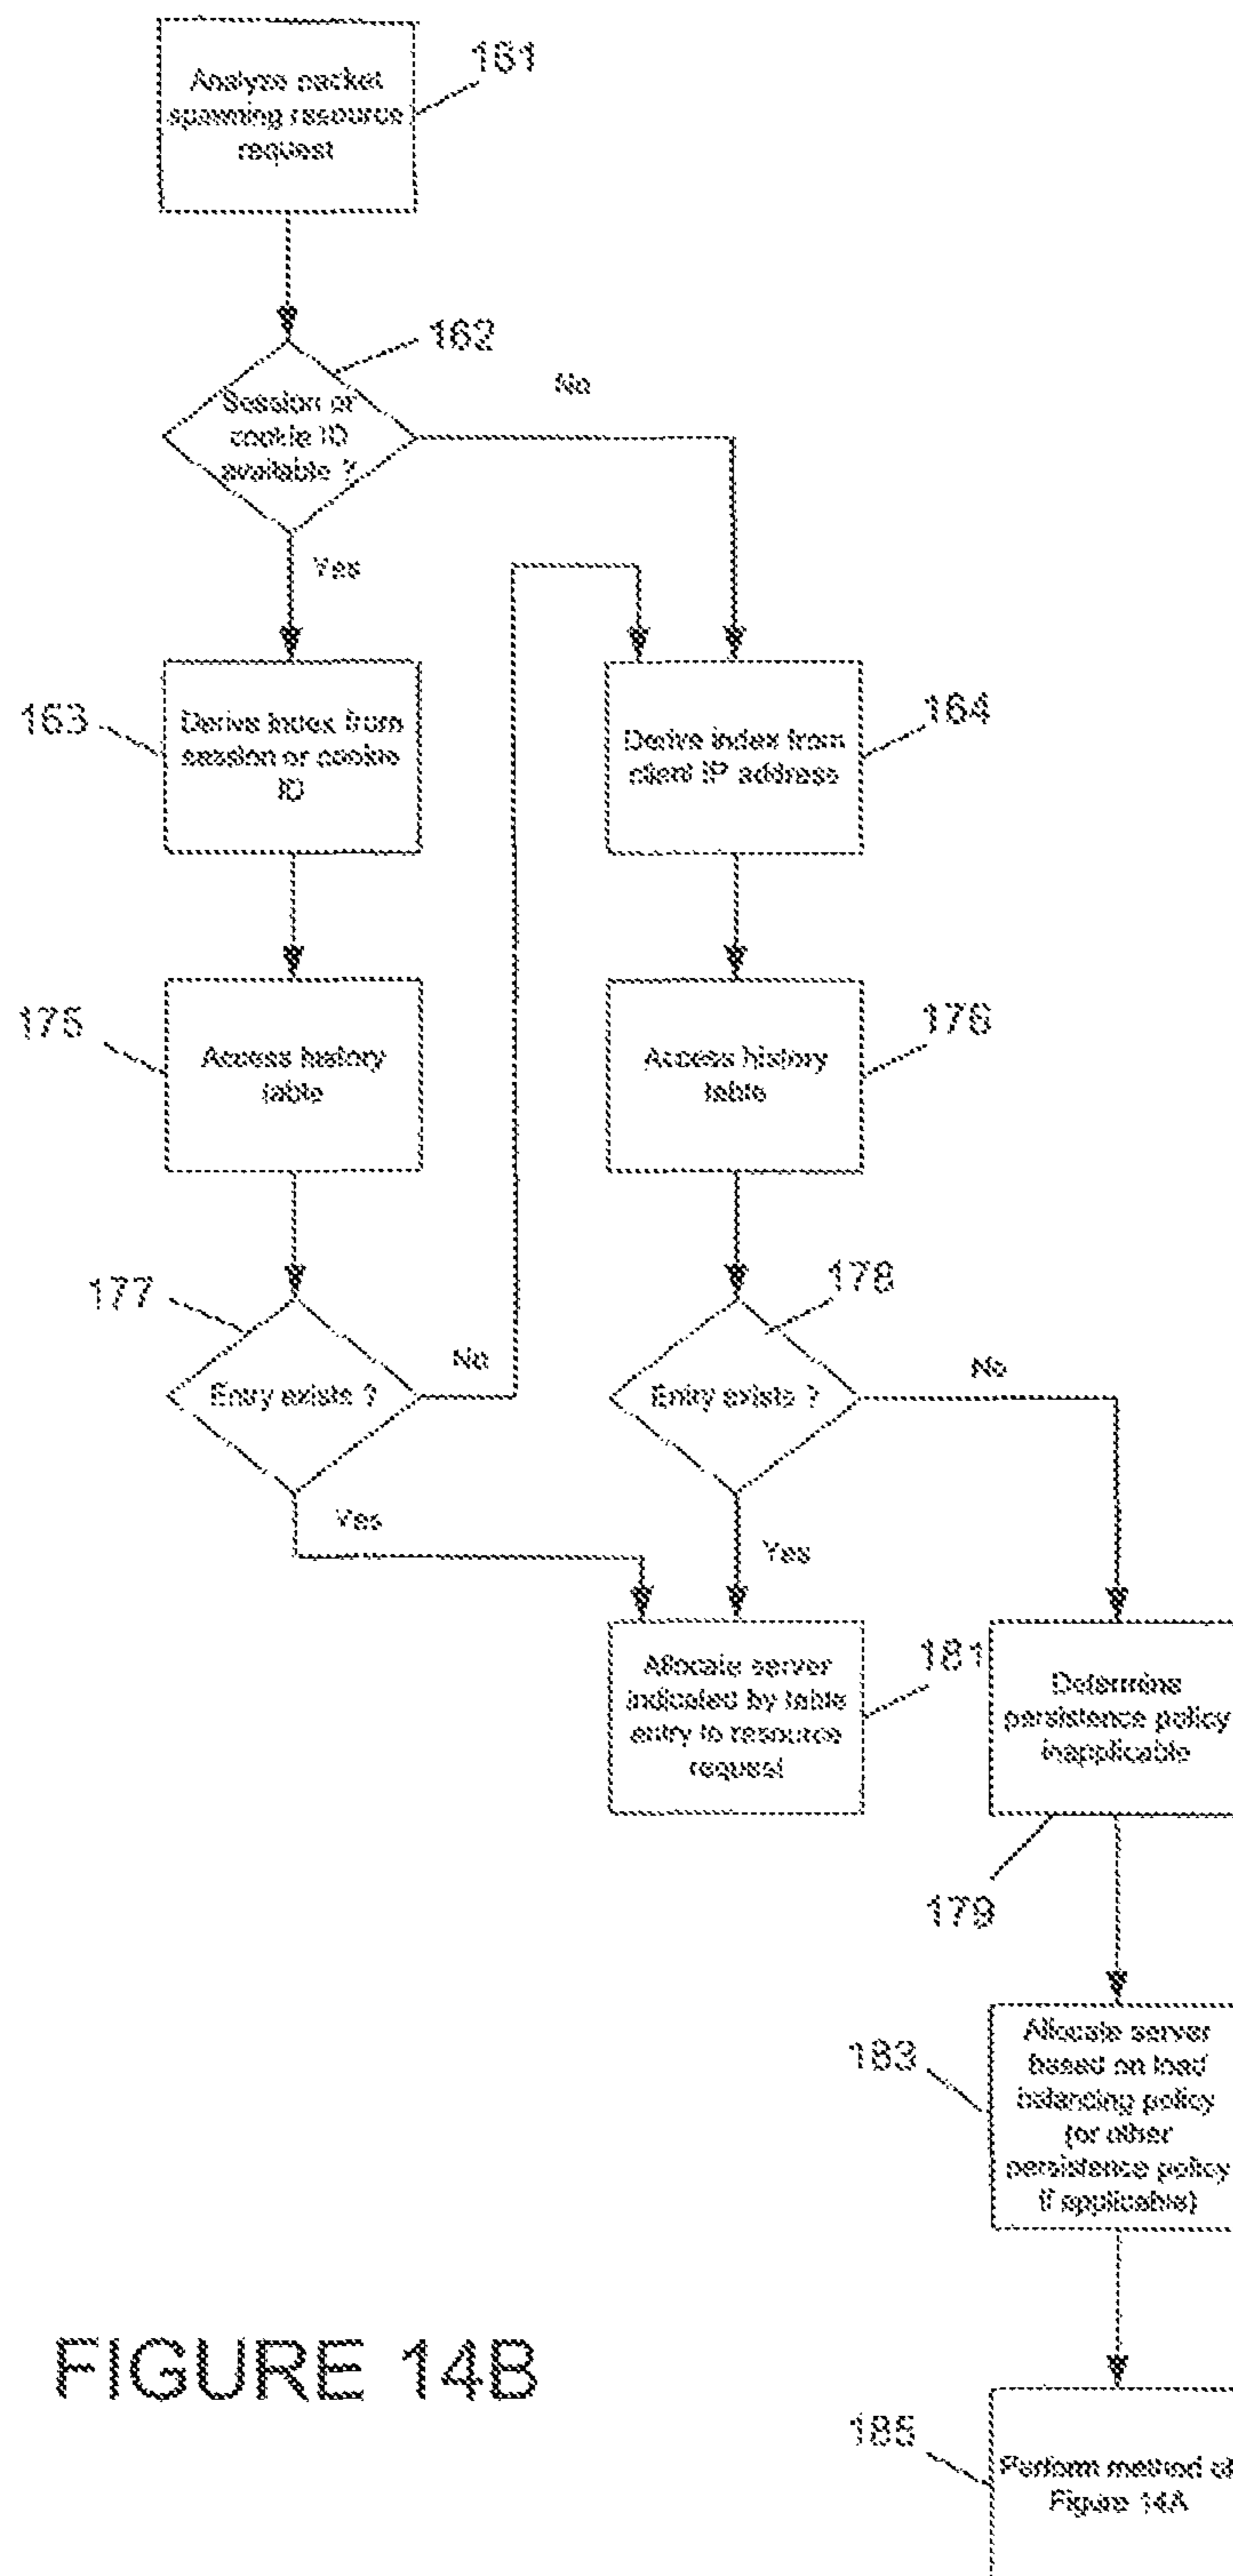 Analyze packet
spawning resource
request
161
Session or
cookie ID
available ?
162
No
Yes
Derive index from
session or cookie
ID
163
Derive index from
client IP address
164
Access history
table
175
Access history
table
176
Entry exists ?
177
No
Yes
Entry exists ?
178
No
Yes
Allocate server
indicated by table
entry to resource
request
181
Determine
persistence policy
inapplicable
179
Allocate server
based on load
balancing policy
(or other
persistence policy
if applicable)
183
Perform method of
Figure 14A
185
FIGURE 14B